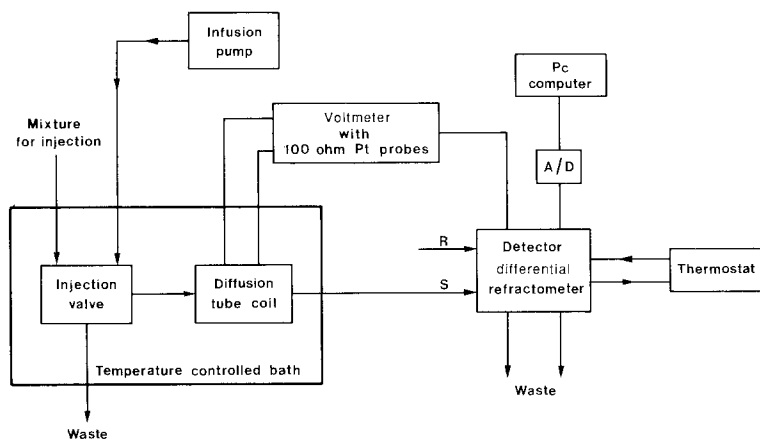 Infusion
pump
Pc
computer
Mixture
for injection
Voltmeter
with
100 ohm Pt probes
A/D
R
Detector
differential
refractometer
Thermostat
Injection
valve
Diffusion
tube coil
S
Temperature controlled bath
Waste
Waste